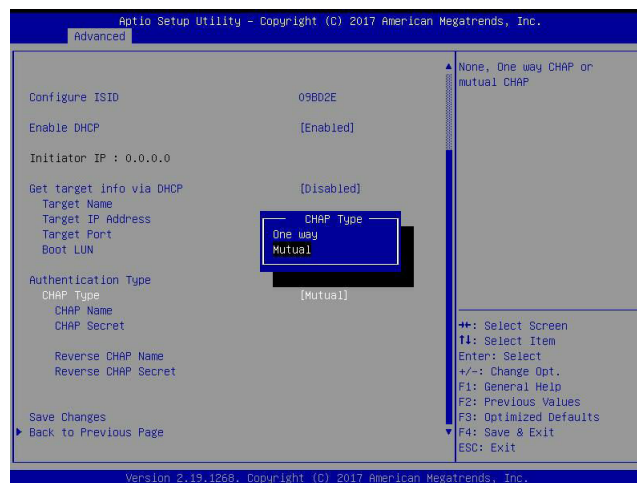 Aptio Setup Utility – Copyright (C) 2017 American Megatrends, Inc.
Advanced
Configure ISID 09BD2E
Enable DHCP [Enabled]
Initiator IP : 0.0.0.0
Get target info via DHCP [Disabled]
Target Name
Target IP Address
Target Port
Boot LUN
CHAP Type
One way
Mutual
Authentication Type
CHAP Type [Mutual]
CHAP Name
CHAP Secret
Reverse CHAP Name
Reverse CHAP Secret
Save Changes
Back to Previous Page
None, One way CHAP or
mutual CHAP
→←: Select Screen
↑↓: Select Item
Enter: Select
+/-: Change Opt.
F1: General Help
F2: Previous Values
F3: Optimized Defaults
F4: Save & Exit
ESC: Exit
Version 2.19.1268. Copyright (C) 2017 American Megatrends, Inc.